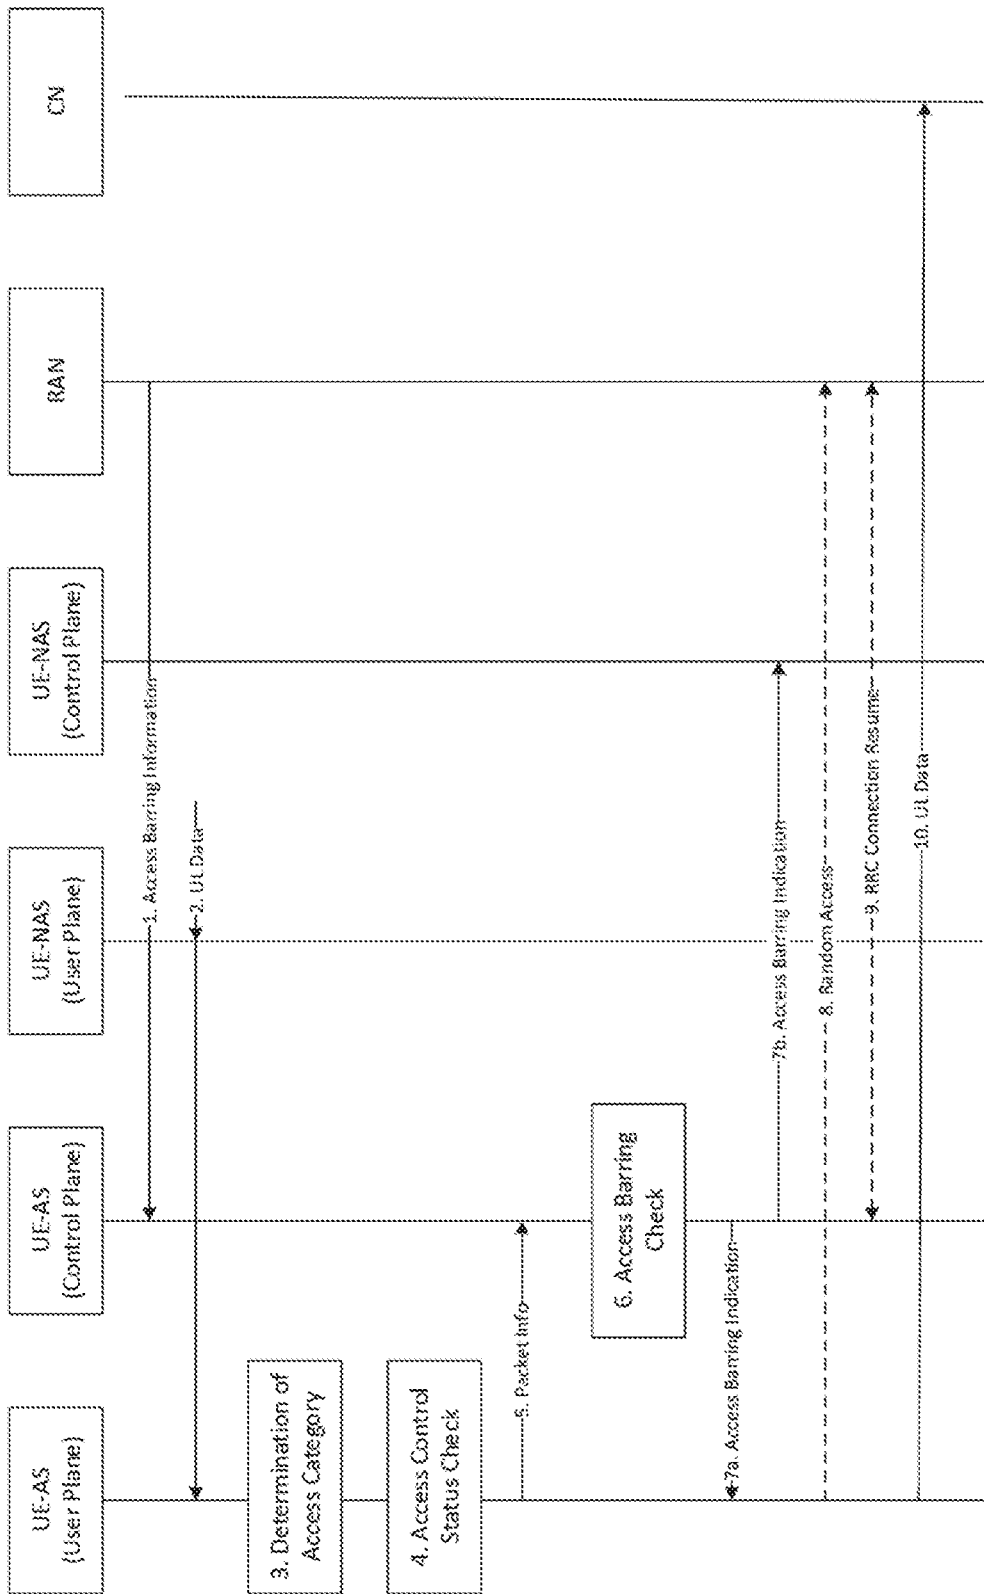 UE-AS
(User Plane)
UE-AS
(Control Plane)
UE-NAS
(User Plane)
UE-NAS
(Control Plane)
RAN
CN
1. Access Barring Information
2. UL Data
3. Determination of
Access Category
4. Access Control
Status Check
5. Packet Info
6. Access Barring
Check
7a. Access Barring Indication
7b. Access Barring Indication
8. Random Access
9. RRC Connection Resume
10. UL Data